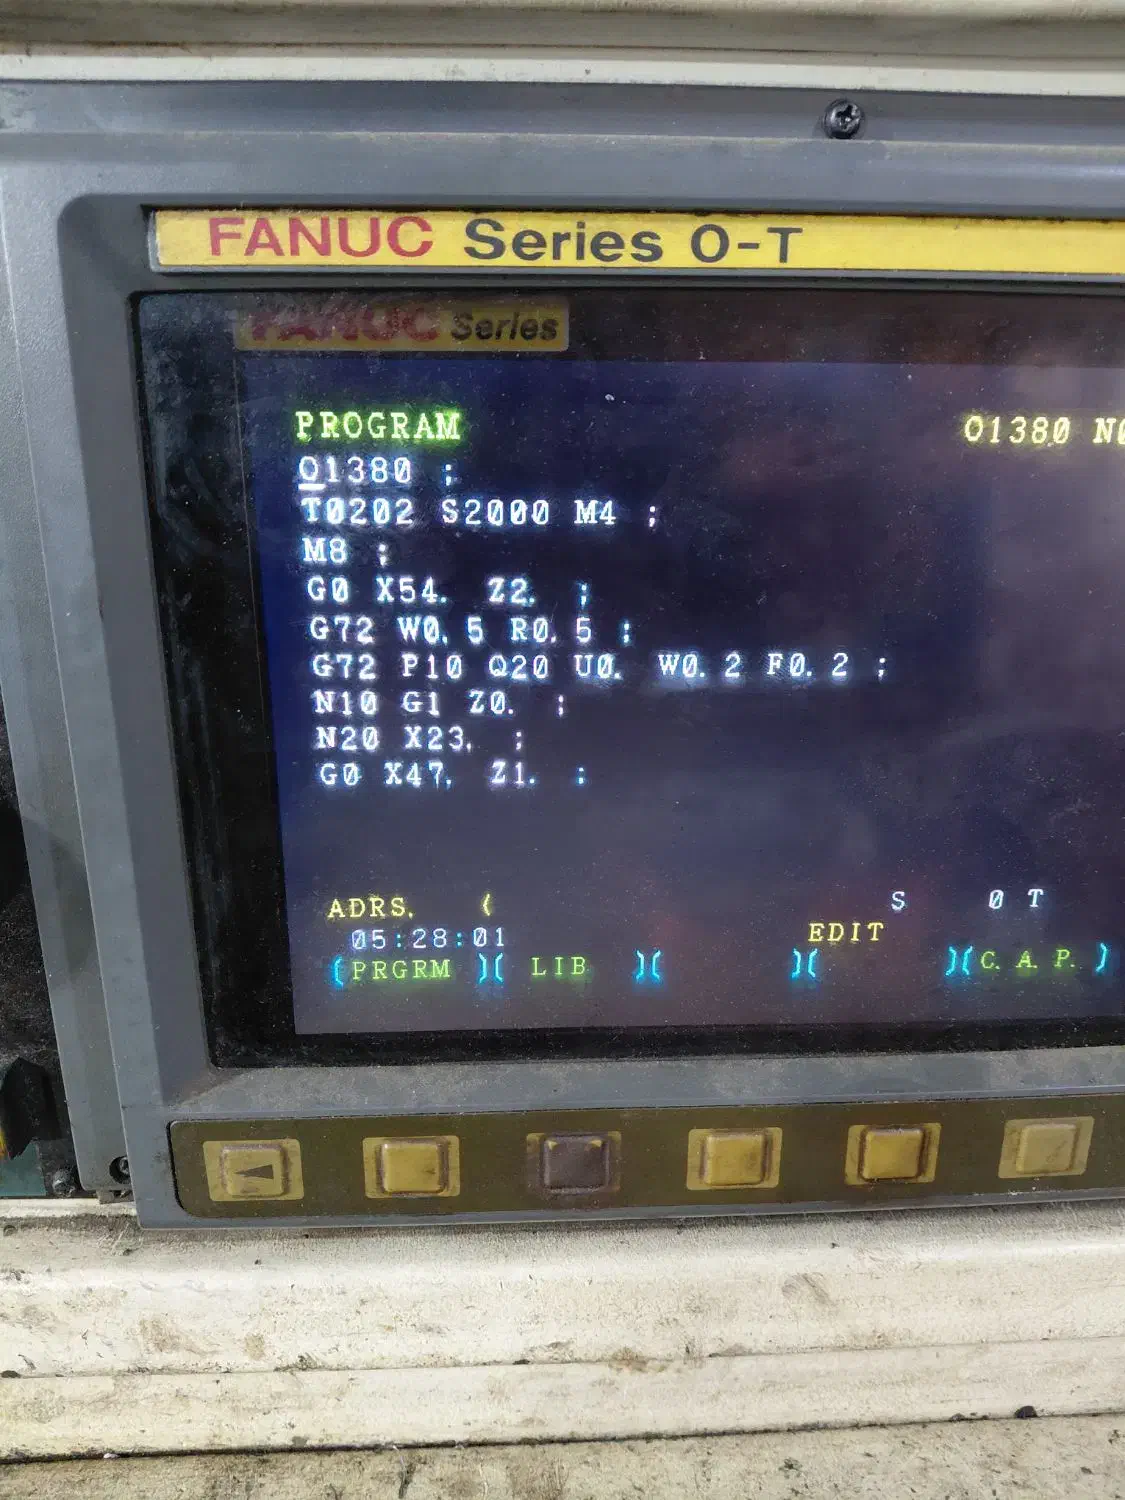 FANUC Series O-T
FANUC Series
PROGRAM O1380 N0
O1380 ;
T0202 S2000 M4 ;
M8 ;
G0 X54. Z2. ;
G72 W0.5 R0.5 ;
G72 P10 Q20 U0. W0.2 F0.2 ;
N10 G1 Z0. ;
N20 X23. ;
G0 X47. Z1. ;
ADRS. (
S 0 T
05:28:01 EDIT
(PRGRM )( LIB )( )( )(C.A.P. )